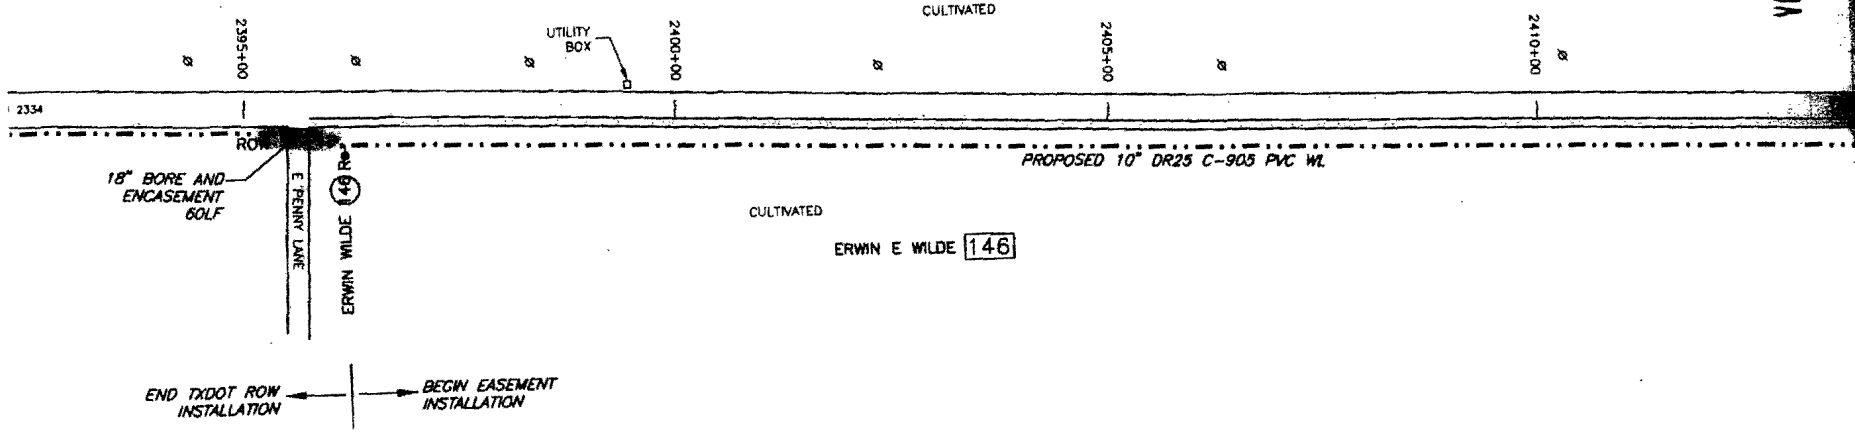 CULTIVATED
2395+00
UTILITY
BOX
2400+00
2405+00
2410+00
2334
RO
18" BORE AND
ENCASEMENT
60LF
E PENNY LANE
ERWIN WILDE 146 R
PROPOSED 10" DR25 C-905 PVC WL
CULTIVATED
ERWIN E WILDE 146
END TXDOT ROW
INSTALLATION
BEGIN EASEMENT
INSTALLATION